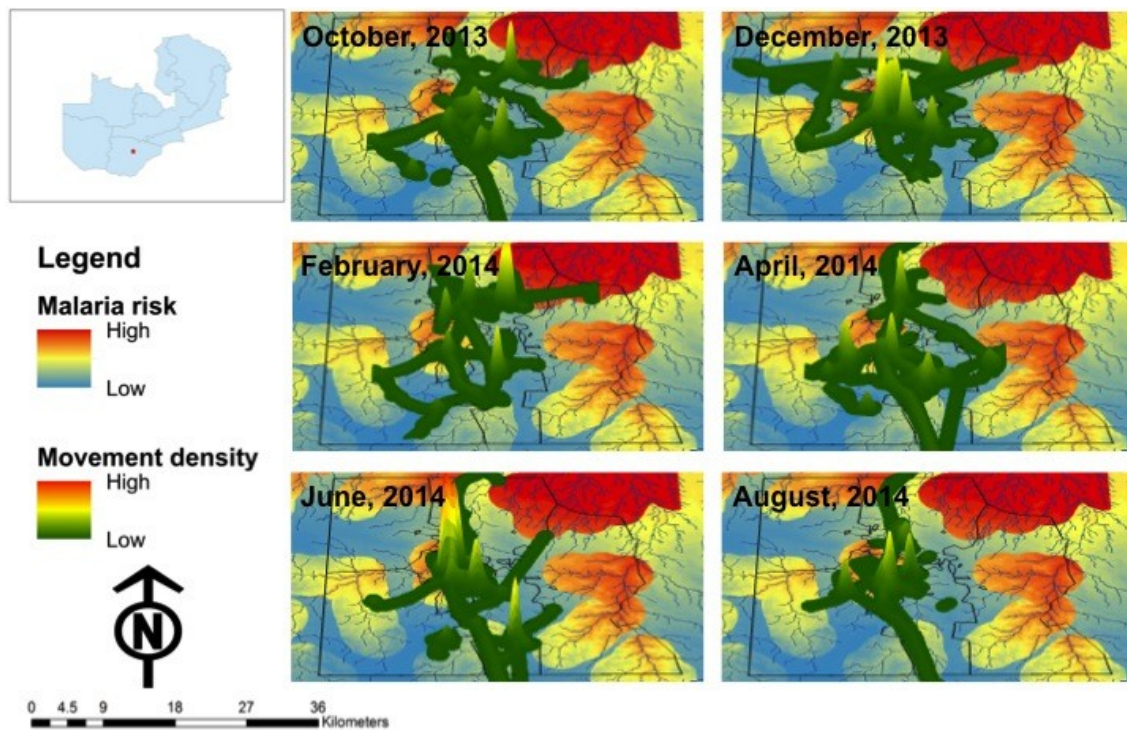 October, 2013
December, 2013
Legend
Malaria risk
High
Low
February, 2014
April, 2014
Movement density
High
Low
June, 2014
August, 2014
N
0 4.5 9 18 27 36
Kilometers